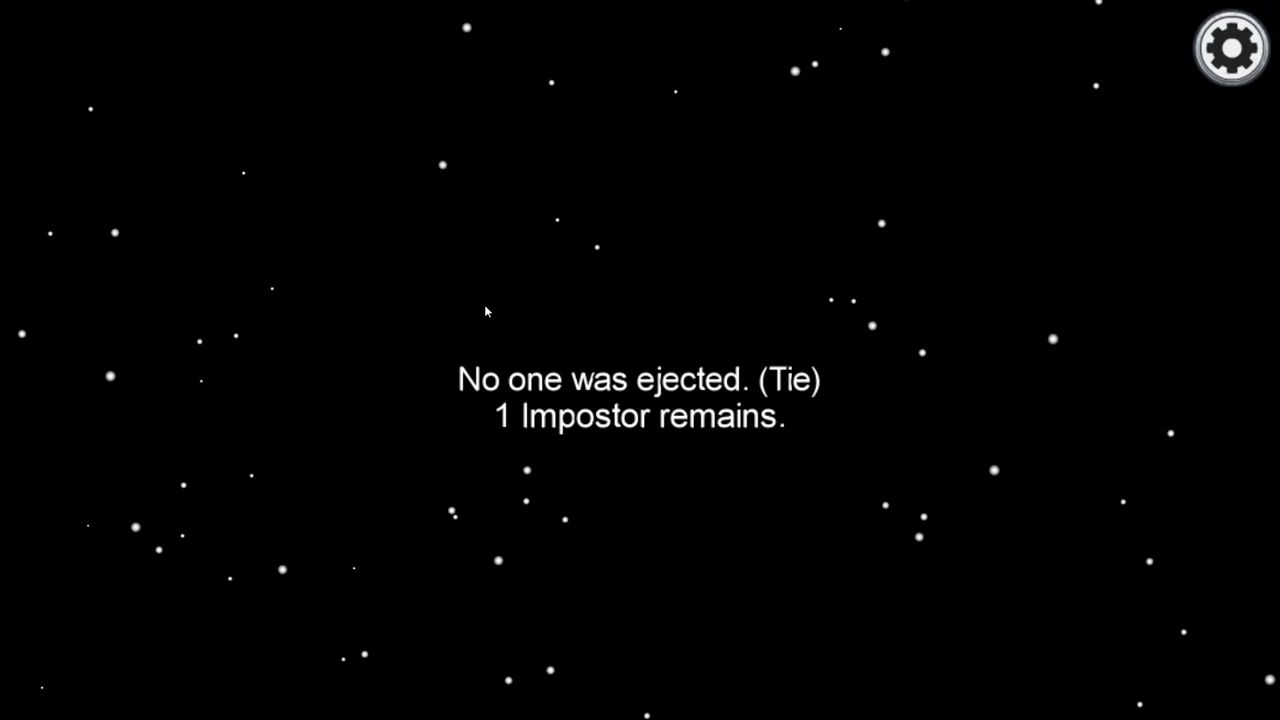 No one was ejected. (Tie)
1 Impostor remains.